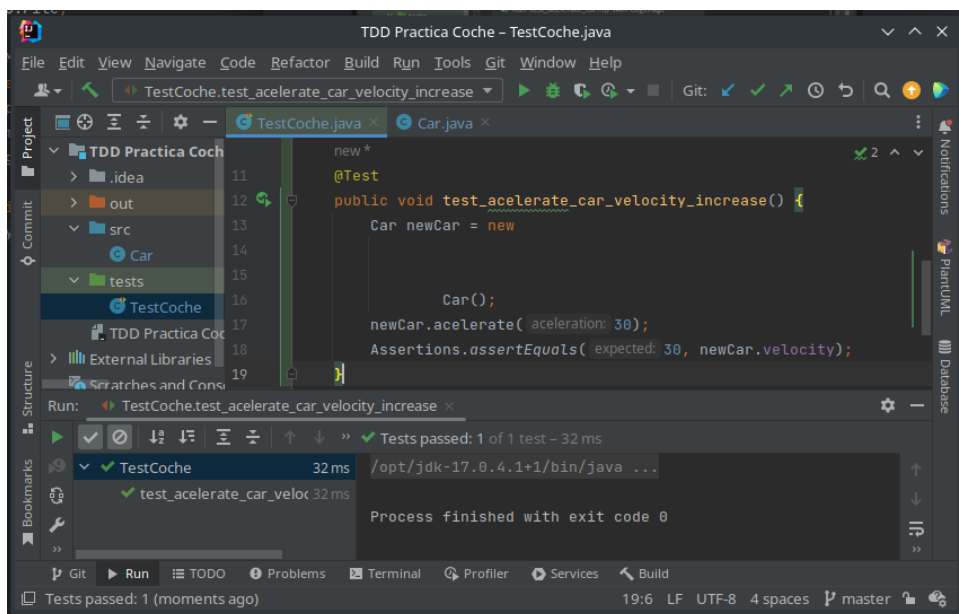 TDD Practica Coche – TestCoche.java
File Edit View Navigate Code Refactor Build Run Tools Git Window Help
TestCoche.test_acelerate_car_velocity_increase Git:
Project
TestCoche.java Car.java
TDD Practica Coch
.idea
out
src
Car
tests
TestCoche
TDD Practica Coc
External Libraries
Scratches and Cons
new *
2
11 @Test
12 public void test_acelerate_car_velocity_increase() {
13 Car newCar = new
14
15
16 Car();
17 newCar.acelerate( aceleration: 30);
18 Assertions.assertEquals( expected: 30, newCar.velocity);
19 }
Commit
Structure
Bookmarks
Notifications
PlantUML
Database
Run: TestCoche.test_acelerate_car_velocity_increase
Tests passed: 1 of 1 test – 32 ms
TestCoche 32 ms
test_acelerate_car_veloc 32 ms
/opt/jdk-17.0.4.1+1/bin/java ...
Process finished with exit code 0
Git Run TODO Problems Terminal Profiler Services Build
Tests passed: 1 (moments ago) 19:6 LF UTF-8 4 spaces master